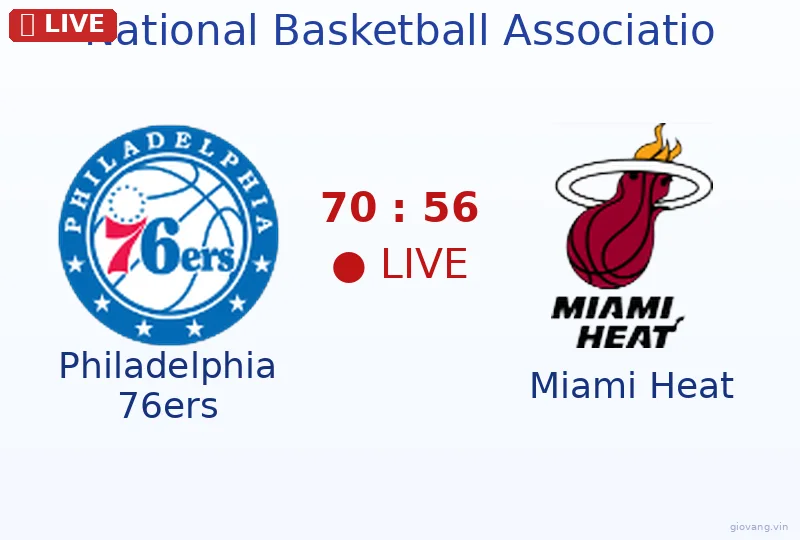 LIVE
National Basketball Associatio
PHILADELPHIA
76ers
70 : 56
● LIVE
MIAMI
HEAT
Philadelphia
76ers
Miami Heat
giovang.vin